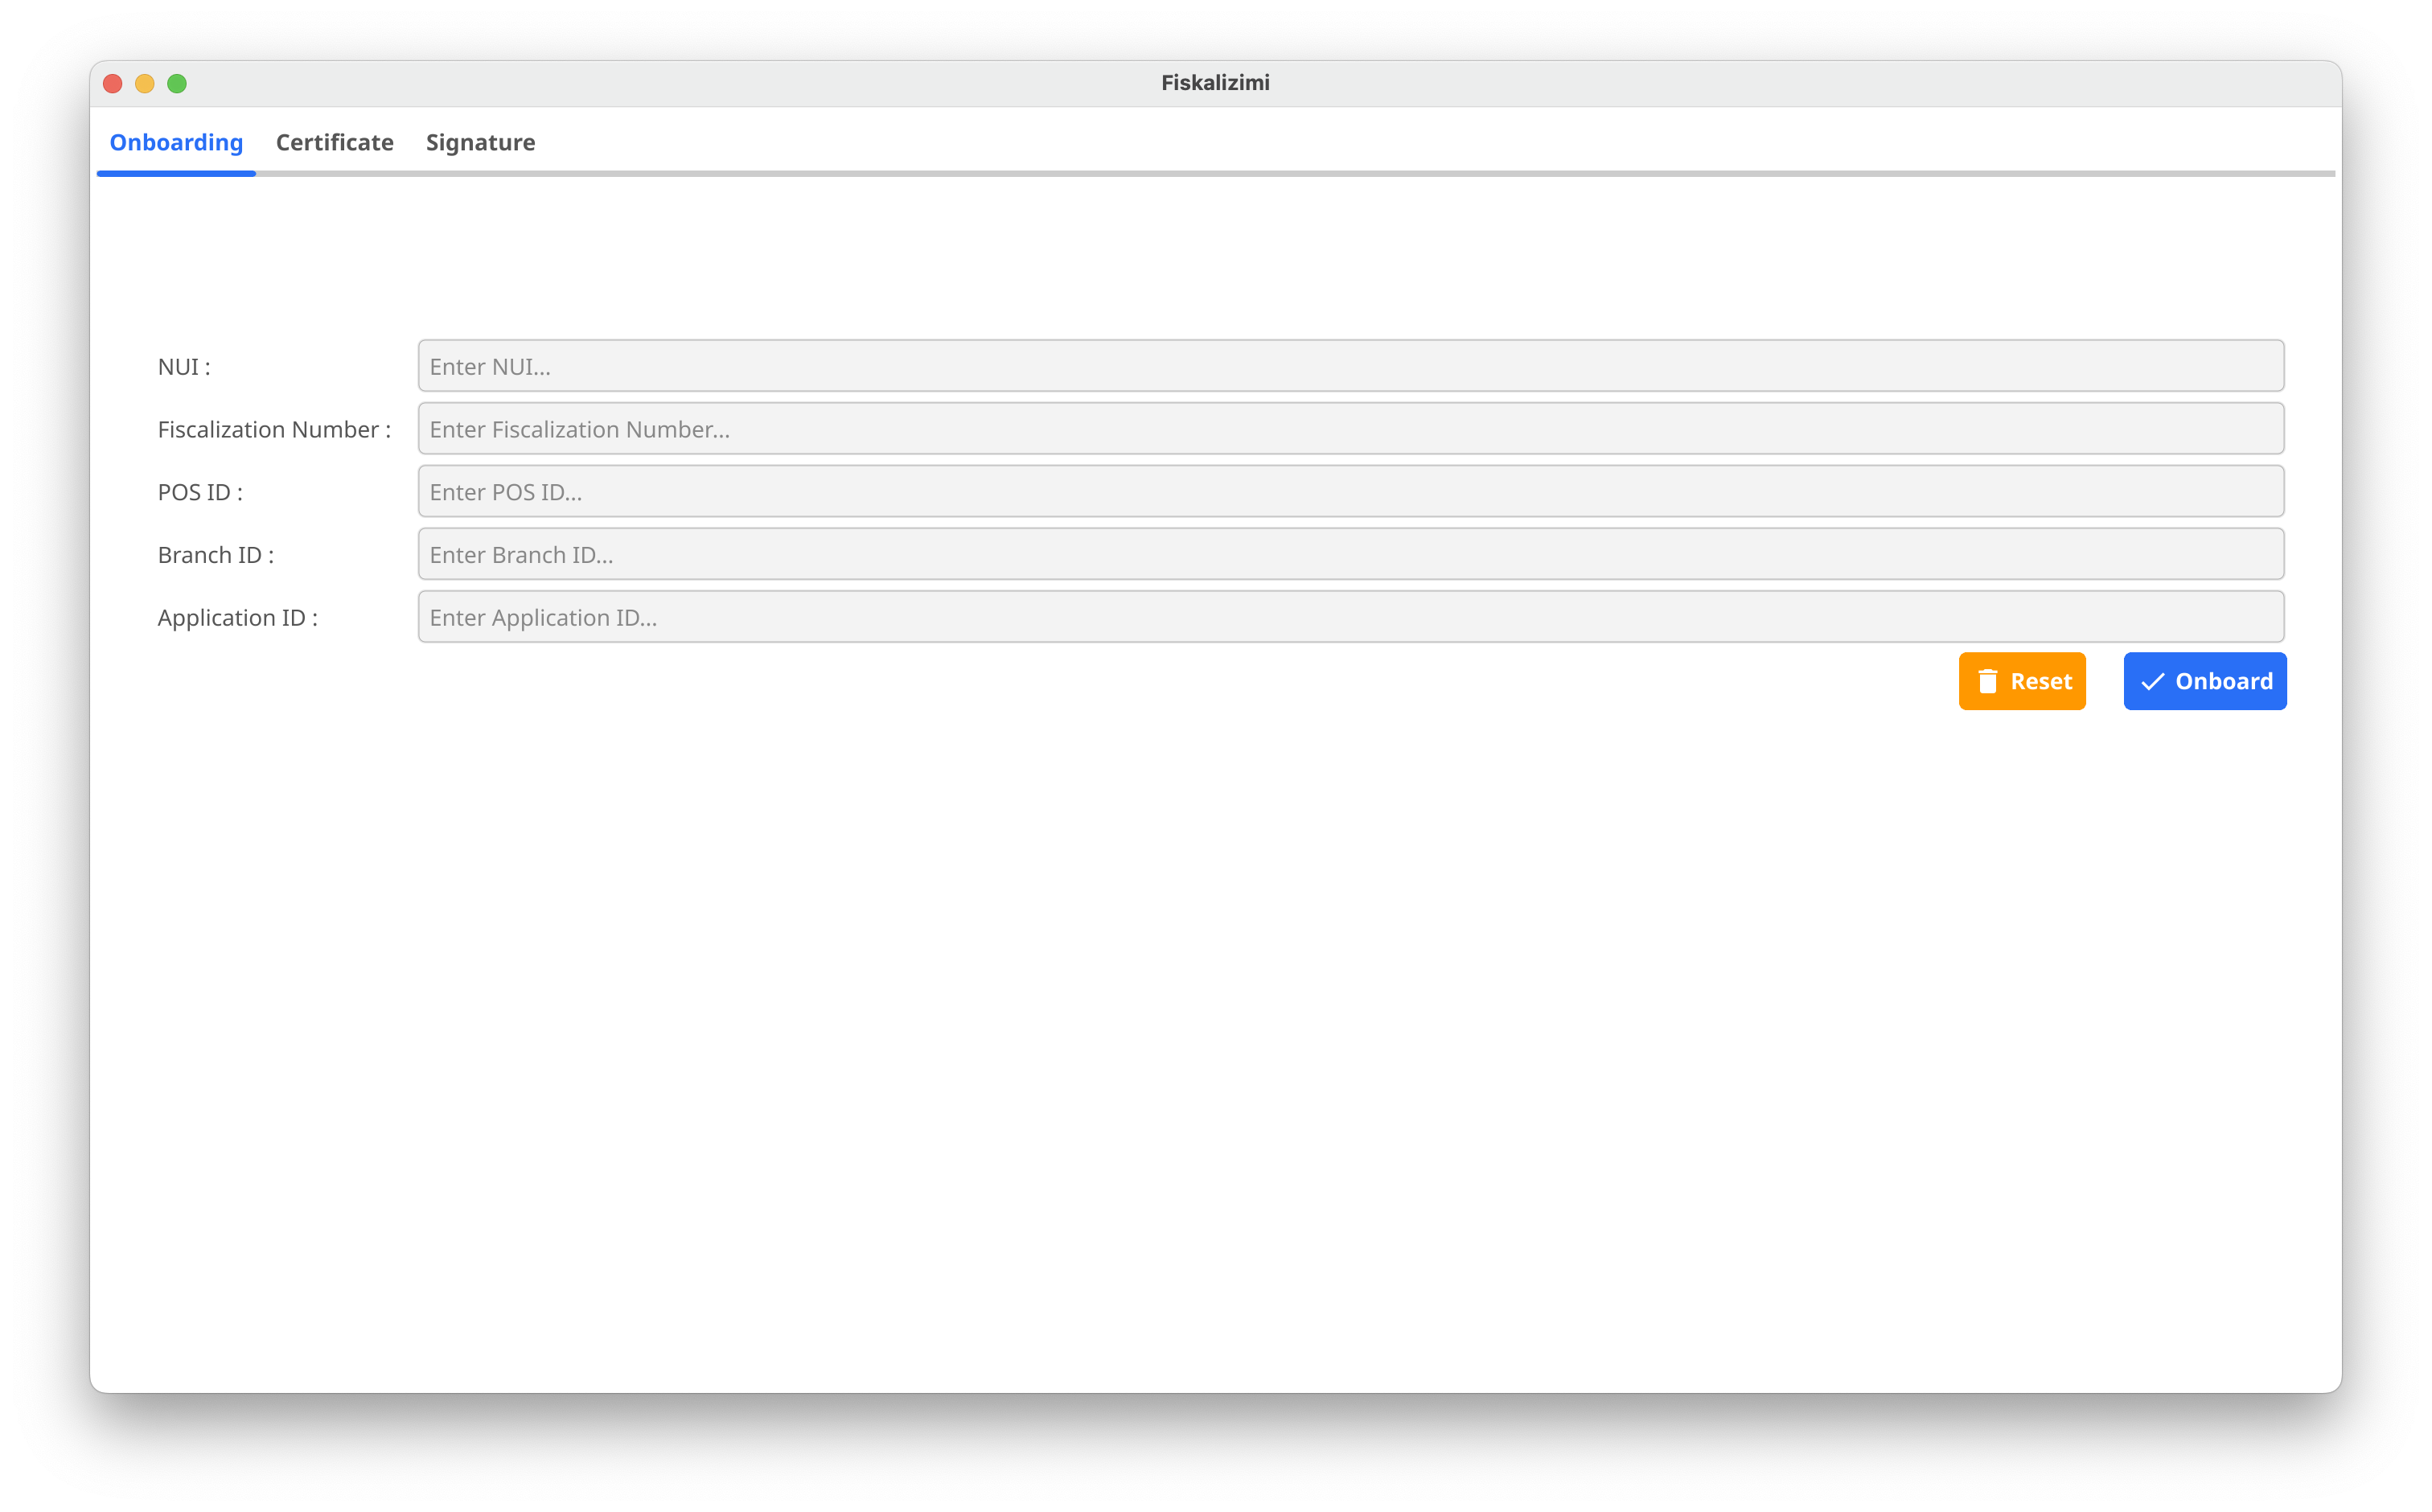 Fiskalizimi
Onboarding Certificate Signature
NUI : Enter NUI...
Fiscalization Number : Enter Fiscalization Number...
POS ID : Enter POS ID...
Branch ID : Enter Branch ID...
Application ID : Enter Application ID...
Reset Onboard